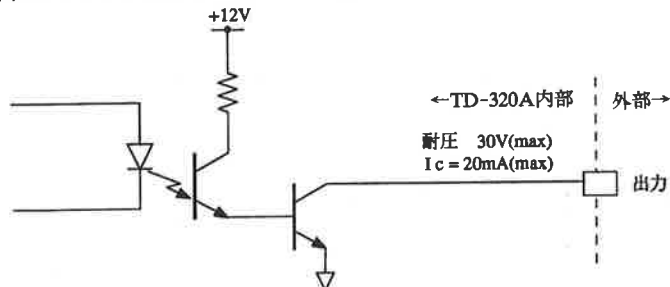 +12V
←TD-320A内部
外部→
耐圧 30V(max)
Ic=20mA(max)
出力